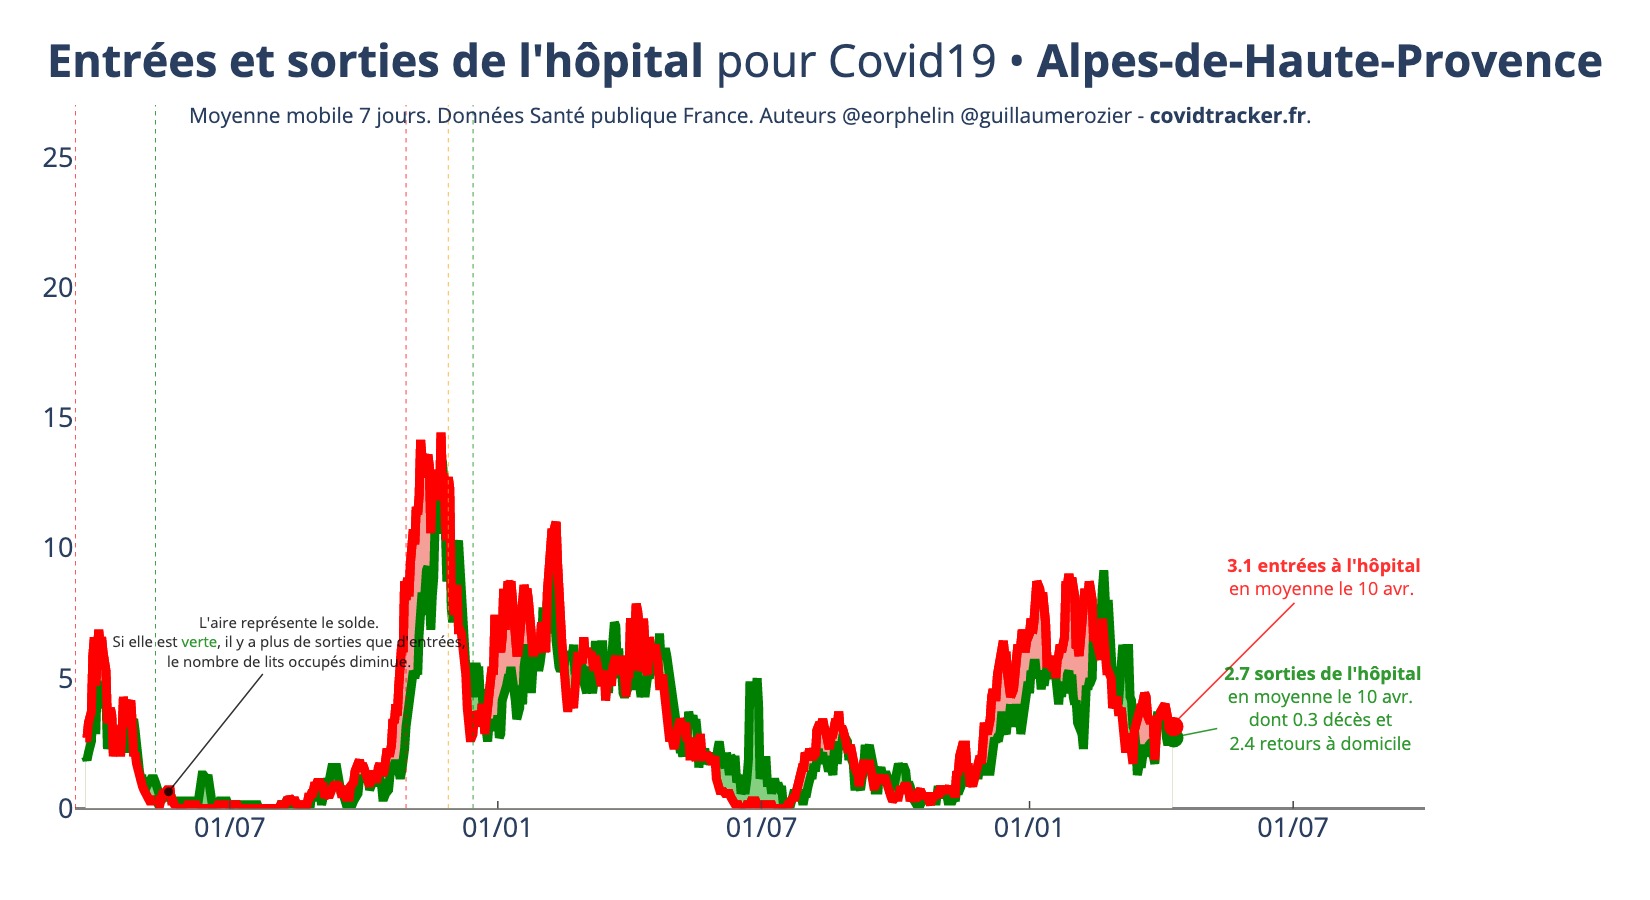 Entrées et sorties de l'hôpital pour Covid19 • Alpes-de-Haute-Provence
Moyenne mobile 7 jours. Données Santé publique France. Auteurs @eorphelin @guillaumerozier - covidtracker.fr.
25
20
15
10
5
0
L'aire représente le solde.
Si elle est verte, il y a plus de sorties que d'entrées,
le nombre de lits occupés diminue.
3.1 entrées à l'hôpital
en moyenne le 10 avr.
2.7 sorties de l'hôpital
en moyenne le 10 avr.
dont 0.3 décès et
2.4 retours à domicile
01/07
01/01
01/07
01/01
01/07